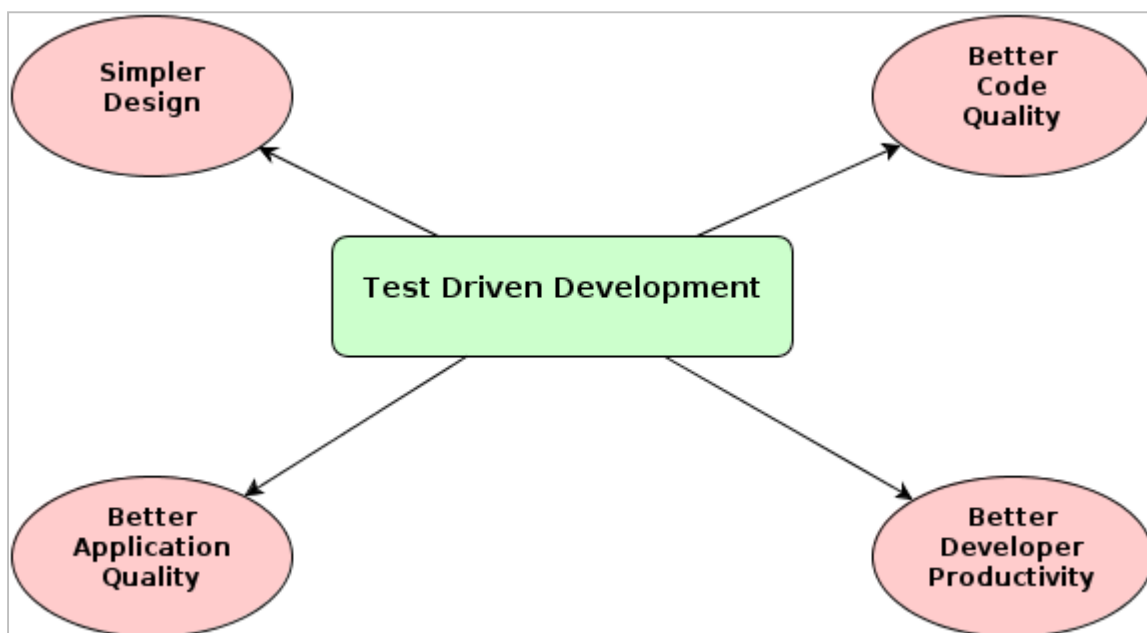 Simpler
Design
Better
Code
Quality
Test Driven Development
Better
Application
Quality
Better
Developer
Productivity